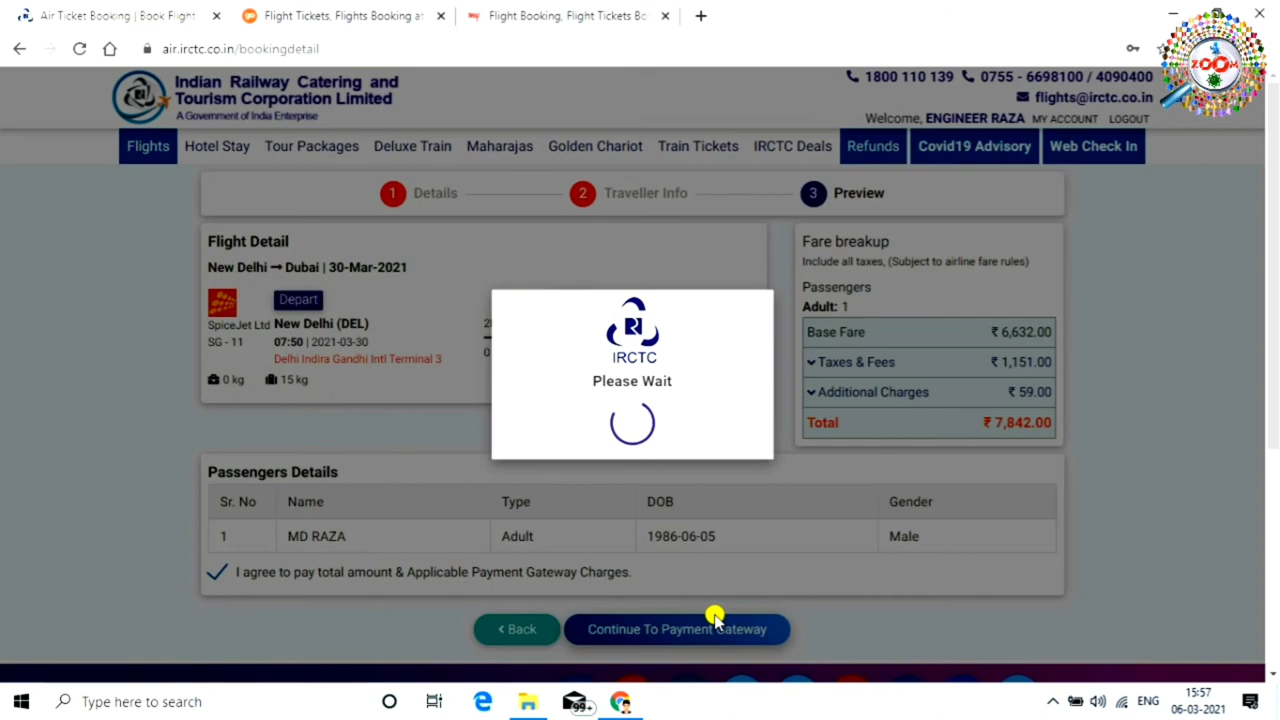 Air Ticket Booking | Book Flight
Flight Tickets, Flights Booking at
my Flight Booking, Flight Tickets Bo
air.irctc.co.in/bookingdetail
ZOOM
Indian Railway Catering and
Tourism Corporation Limited
A Government of India Enterprise
1800 110 139 0755 - 6698100 / 4090400
flights@irctc.co.in
Welcome, ENGINEER RAZA MY ACCOUNT LOGOUT
Flights Hotel Stay Tour Packages Deluxe Train Maharajas Golden Chariot Train Tickets IRCTC Deals Refunds Covid19 Advisory Web Check In
1 Details 2 Traveller Info 3 Preview
Flight Detail
New Delhi → Dubai | 30-Mar-2021
Depart
SpiceJet Ltd New Delhi (DEL)
SG - 11 07:50 | 2021-03-30
Delhi Indira Gandhi Intl Terminal 3
0 kg 15 kg
IRCTC
Please Wait
Fare breakup
Include all taxes, (Subject to airline fare rules)
Passengers
Adult: 1
Base Fare ₹ 6,632.00
Taxes & Fees ₹ 1,151.00
Additional Charges ₹ 59.00
Total ₹ 7,842.00
Passengers Details
Sr. No Name Type DOB Gender
1 MD RAZA Adult 1986-06-05 Male
I agree to pay total amount & Applicable Payment Gateway Charges.
< Back Continue To Payment Gateway
Type here to search
99+
ENG
15:57
06-03-2021